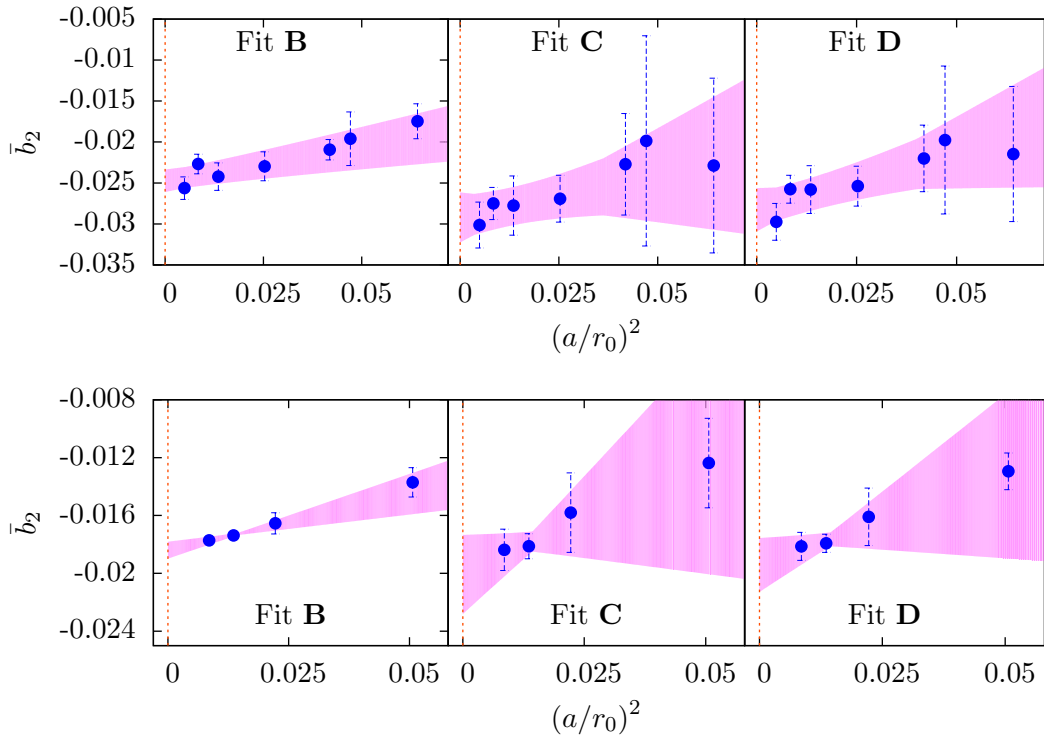 -0.005
-0.01
-0.015
-0.02
-0.025
-0.03
-0.035
b̄₂
Fit B
Fit C
Fit D
0 0.025 0.05 0 0.025 0.05 0 0.025 0.05
(a/r₀)²
-0.008
-0.012
-0.016
-0.02
-0.024
b̄₂
Fit B
Fit C
Fit D
0 0.025 0.05 0 0.025 0.05 0 0.025 0.05
(a/r₀)²